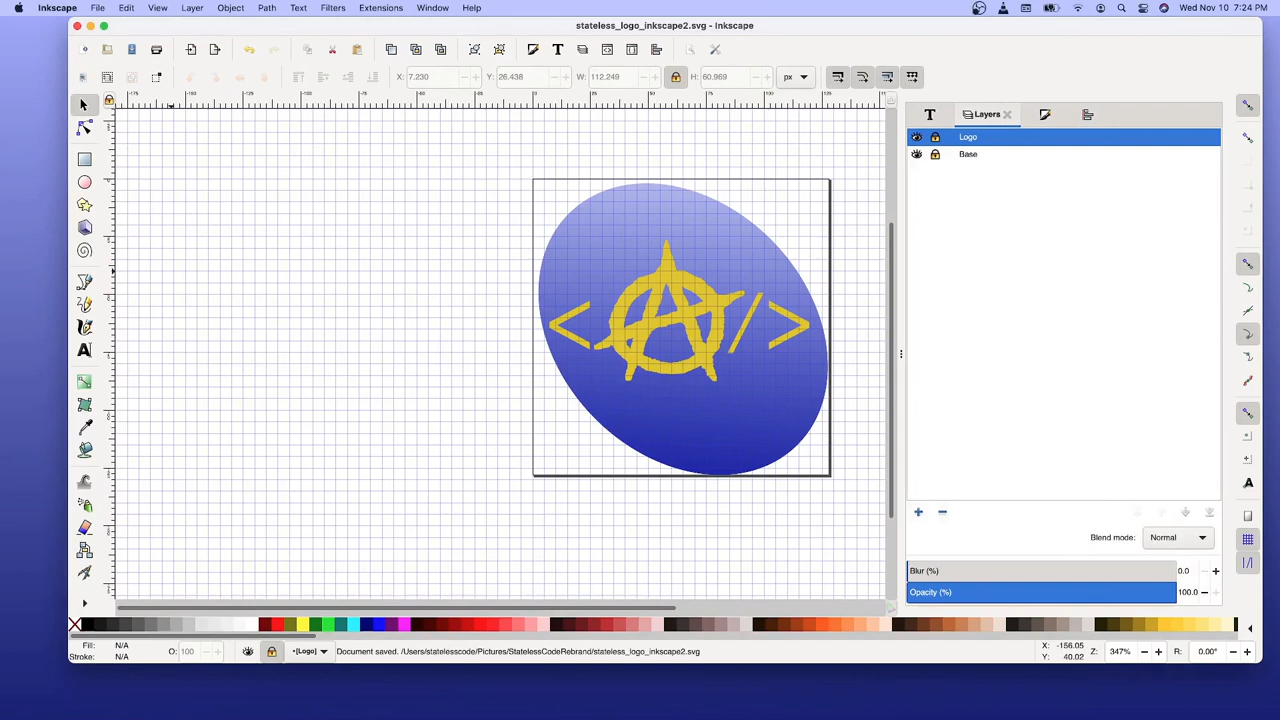 Inkscape File Edit View Layer Object Path Text Filters Extensions Window Help Wed Nov 10 7:24 PM
stateless_logo_inkscape2.svg - Inkscape
X: 7.230 Y: 26.438 W: 112.249 H: 60.969 px
Layers
Logo
Base
</>
Blend mode: Normal
Blur (%) 0.0
Opacity (%) 100.0
Fill: N/A
Stroke: N/A
O: 100
•[Logo]
Document saved. /Users/statelesscode/Pictures/StatelessCodeRebrand/stateless_logo_inkscape2.svg
X: -156.05
Y: 40.02
Z: 347%
R: 0.00°